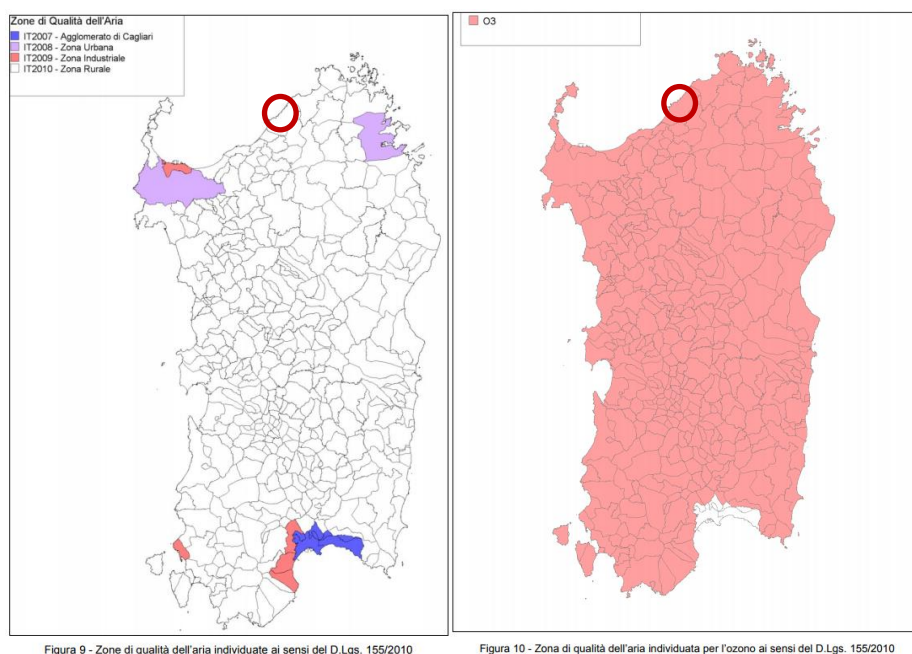 Zone di Qualità dell'Aria
IT2007 - Agglomerato di Cagliari
IT2008 - Zona Urbana
IT2009 - Zona Industriale
IT2010 - Zona Rurale
O3
Figura 9 - Zone di qualità dell'aria individuate ai sensi del D.Lgs. 155/2010
Figura 10 - Zona di qualità dell'aria individuata per l'ozono ai sensi del D.Lgs. 155/2010